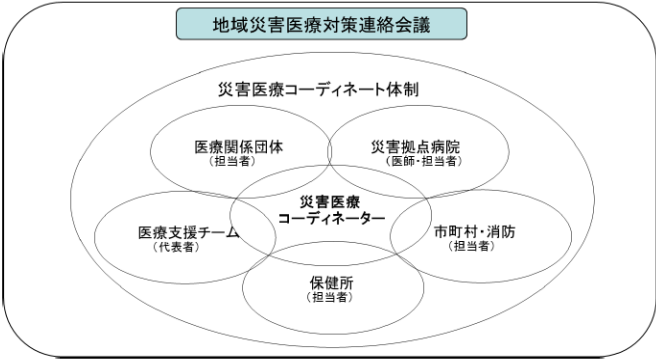 地域災害医療対策連絡会議
災害医療コーディネート体制
医療関係団体
（担当者）
災害拠点病院
（医師・担当者）
災害医療
コーディネーター
医療支援チーム
（代表者）
市町村・消防
（担当者）
保健所
（担当者）